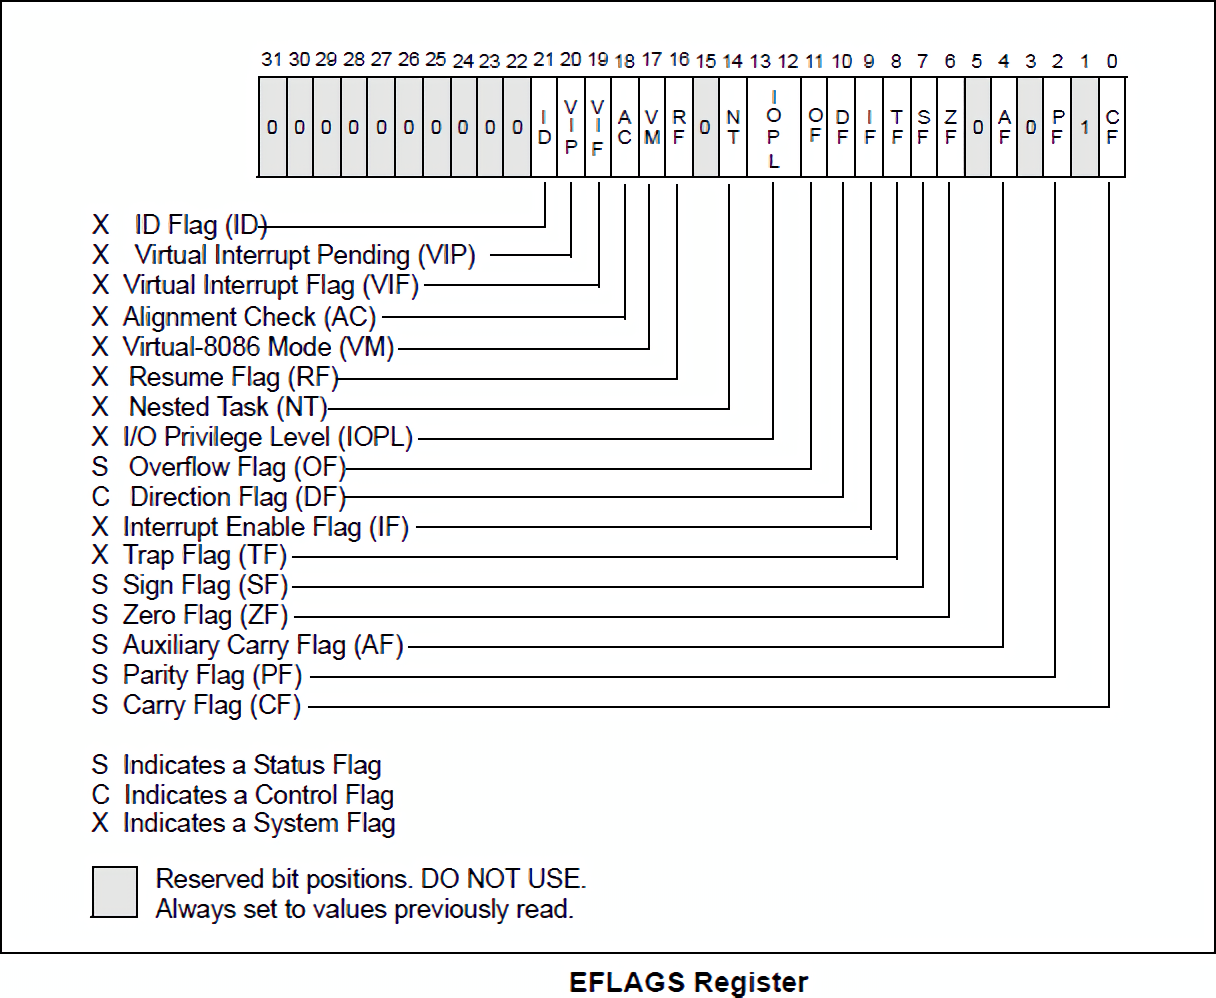 31 30 29 28 27 26 25 24 23 22 21 20 19 18 17 16 15 14 13 12 11 10 9 8 7 6 5 4 3 2 1 0
0 0 0 0 0 0 0 0 0 0 ID VIP VIF AC VM RF 0 NT IOPL OF DF IF TF SF ZF 0 AF 0 PF 1 CF
X ID Flag (ID)
X Virtual Interrupt Pending (VIP)
X Virtual Interrupt Flag (VIF)
X Alignment Check (AC)
X Virtual-8086 Mode (VM)
X Resume Flag (RF)
X Nested Task (NT)
X I/O Privilege Level (IOPL)
S Overflow Flag (OF)
C Direction Flag (DF)
X Interrupt Enable Flag (IF)
X Trap Flag (TF)
S Sign Flag (SF)
S Zero Flag (ZF)
S Auxiliary Carry Flag (AF)
S Parity Flag (PF)
S Carry Flag (CF)
S Indicates a Status Flag
C Indicates a Control Flag
X Indicates a System Flag
Reserved bit positions. DO NOT USE.
Always set to values previously read.
EFLAGS Register